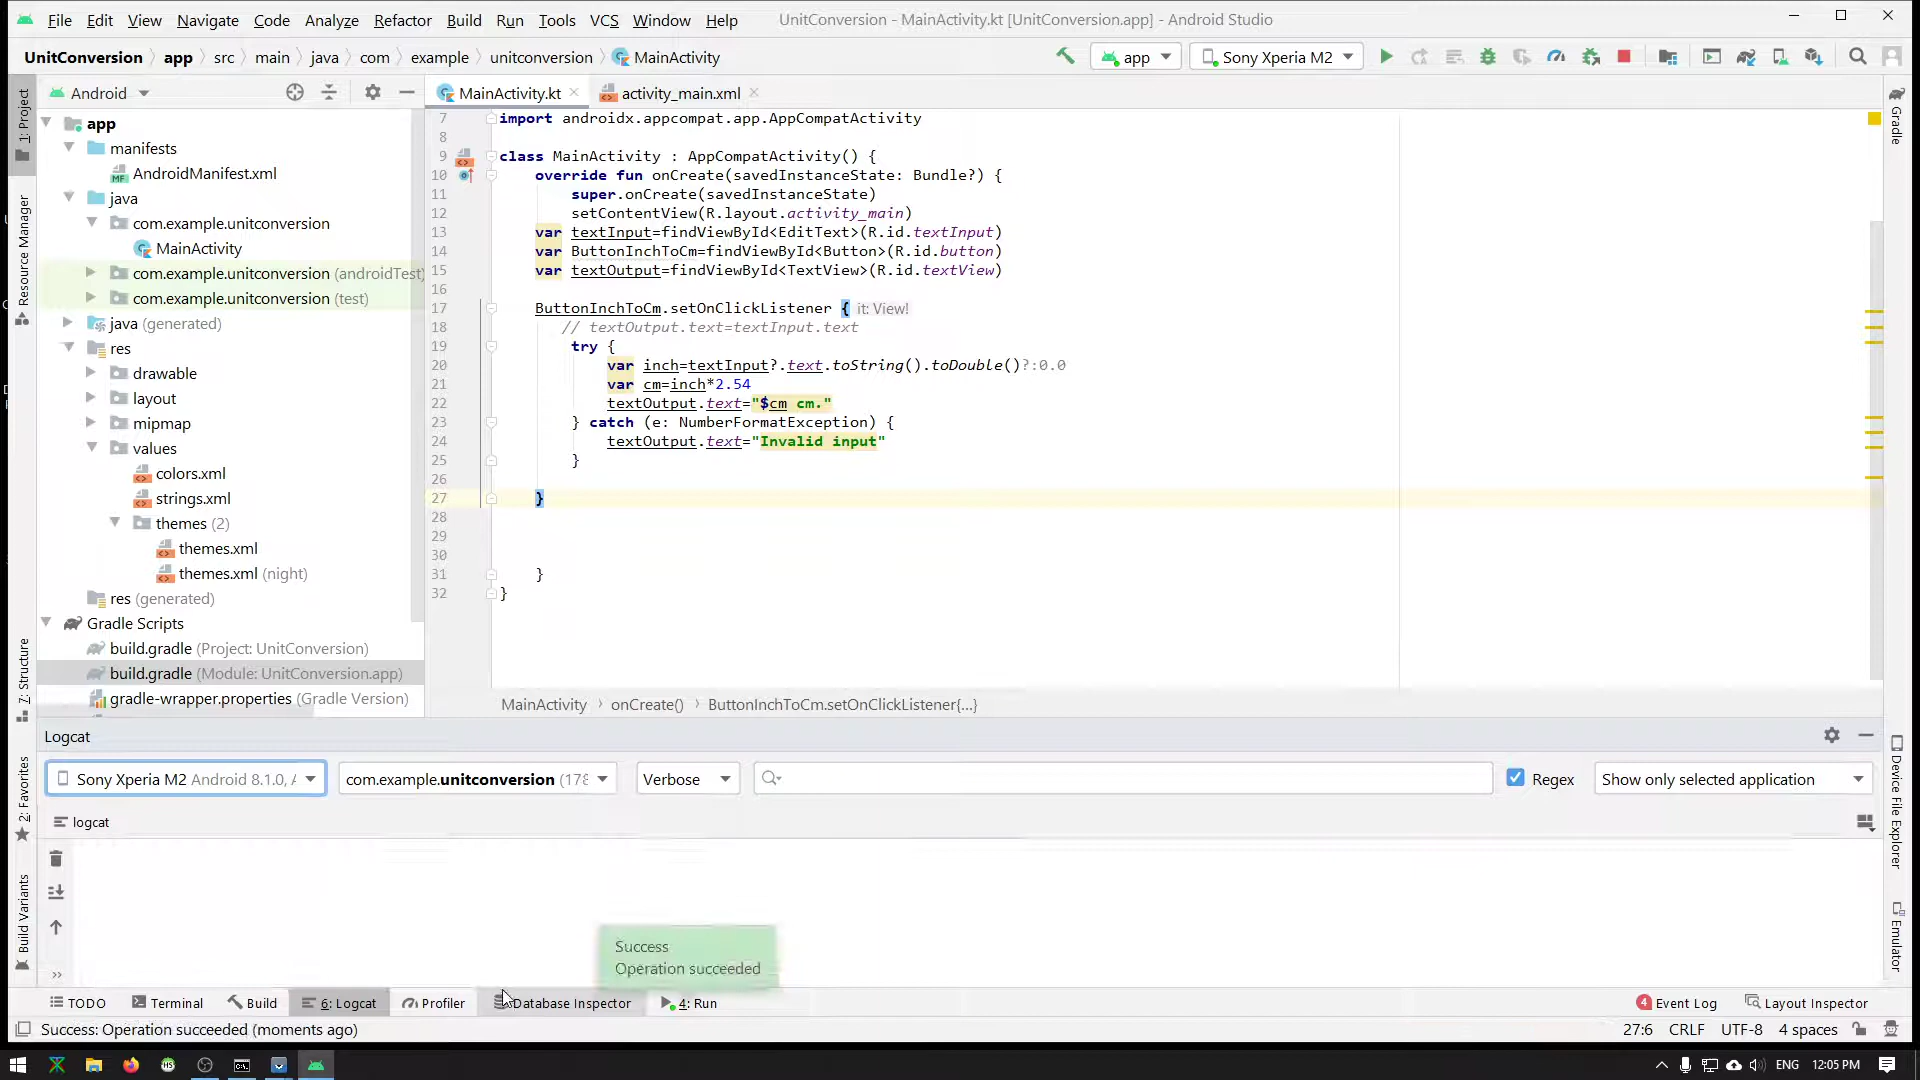 File Edit View Navigate Code Analyze Refactor Build Run Tools VCS Window Help UnitConversion - MainActivity.kt [UnitConversion.app] - Android Studio
UnitConversion app src main java com example unitconversion MainActivity app Sony Xperia M2
Android
MainActivity.kt activity_main.xml
1: Project
Resource Manager
7: Structure
2: Favorites
Build Variants
app
manifests
AndroidManifest.xml
java
com.example.unitconversion
MainActivity
com.example.unitconversion (androidTest)
com.example.unitconversion (test)
java (generated)
res
drawable
layout
mipmap
values
colors.xml
strings.xml
themes (2)
themes.xml
themes.xml (night)
res (generated)
Gradle Scripts
build.gradle (Project: UnitConversion)
build.gradle (Module: UnitConversion.app)
gradle-wrapper.properties (Gradle Version)
7 import androidx.appcompat.app.AppCompatActivity
8
9 class MainActivity : AppCompatActivity() {
10 override fun onCreate(savedInstanceState: Bundle?) {
11 super.onCreate(savedInstanceState)
12 setContentView(R.layout.activity_main)
13 var textInput=findViewById<EditText>(R.id.textInput)
14 var ButtonInchToCm=findViewById<Button>(R.id.button)
15 var textOutput=findViewById<TextView>(R.id.textView)
16
17 ButtonInchToCm.setOnClickListener { it: View!
18 // textOutput.text=textInput.text
19 try {
20 var inch=textInput?.text.toString().toDouble()?:0.0
21 var cm=inch*2.54
22 textOutput.text="$cm cm."
23 } catch (e: NumberFormatException) {
24 textOutput.text="Invalid input"
25 }
26
27 }
28
29
30
31 }
32 }
MainActivity onCreate() ButtonInchToCm.setOnClickListener{...}
Gradle
Device File Explorer
Emulator
Logcat
Sony Xperia M2 Android 8.1.0, A com.example.unitconversion (178 Verbose Regex Show only selected application
logcat
Success
Operation succeeded
TODO Terminal Build 6: Logcat Profiler Database Inspector 4: Run 4 Event Log Layout Inspector
Success: Operation succeeded (moments ago) 27:6 CRLF UTF-8 4 spaces
ENG 12:05 PM